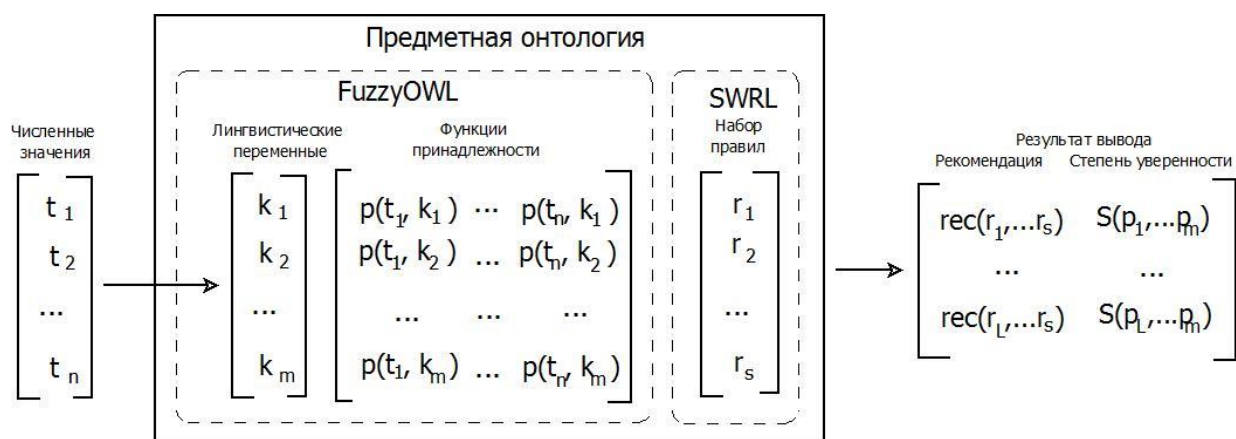 Предметная онтология
FuzzyOWL
SWRL
Численные
значения
Лингвистические
переменные
Функции
принадлежности
Набор
правил
Результат вывода
Рекомендация Степень уверенности
t 1
t 2
...
t n
k 1
k 2
...
k m
p(t1, k1) ... p(tn, k1)
p(t1, k2) ... p(tn, k2)
... ... ...
p(t1, km) ... p(tn, km)
r 1
r 2
...
rs
rec(r1,...rs) S(p1,...pm)
... ...
rec(rL,...rs) S(pL,...pm)